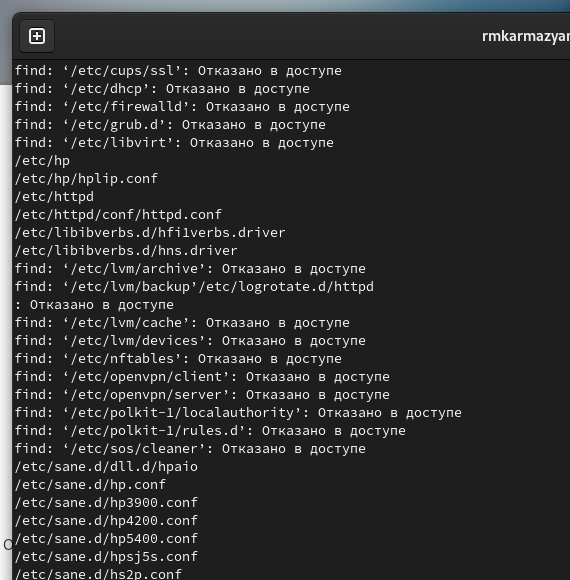 rmkarmazyan
find: ‘/etc/cups/ssl’: Отказано в доступе
find: ‘/etc/dhcp’: Отказано в доступе
find: ‘/etc/firewalld’: Отказано в доступе
find: ‘/etc/grub.d’: Отказано в доступе
find: ‘/etc/libvirt’: Отказано в доступе
/etc/hp
/etc/hp/hplip.conf
/etc/httpd
/etc/httpd/conf/httpd.conf
/etc/libibverbs.d/hfi1verbs.driver
/etc/libibverbs.d/hns.driver
find: ‘/etc/lvm/archive’: Отказано в доступе
find: ‘/etc/lvm/backup’/etc/logrotate.d/httpd
: Отказано в доступе
find: ‘/etc/lvm/cache’: Отказано в доступе
find: ‘/etc/lvm/devices’: Отказано в доступе
find: ‘/etc/nftables’: Отказано в доступе
find: ‘/etc/openvpn/client’: Отказано в доступе
find: ‘/etc/openvpn/server’: Отказано в доступе
find: ‘/etc/polkit-1/localauthority’: Отказано в доступе
find: ‘/etc/polkit-1/rules.d’: Отказано в доступе
find: ‘/etc/sos/cleaner’: Отказано в доступе
/etc/sane.d/dll.d/hpaio
/etc/sane.d/hp.conf
/etc/sane.d/hp3900.conf
/etc/sane.d/hp4200.conf
/etc/sane.d/hp5400.conf
/etc/sane.d/hpsj5s.conf
/etc/sane.d/hs2p.conf